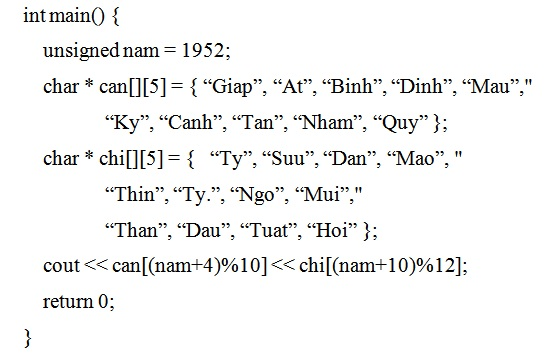 int main() {
unsigned nam = 1952;
char * can[][5] = { “Giap”, “At”, “Binh”, “Dinh”, “Mau”,"
“Ky”, “Canh”, “Tan”, “Nham”, “Quy” };
char * chi[][5] = { “Ty”, “Suu”, “Dan”, “Mao”, "
“Thin”, “Ty.”, “Ngo”, “Mui”,"
“Than”, “Dau”, “Tuat”, “Hoi” };
cout << can[(nam+4)%10] << chi[(nam+10)%12];
return 0;
}